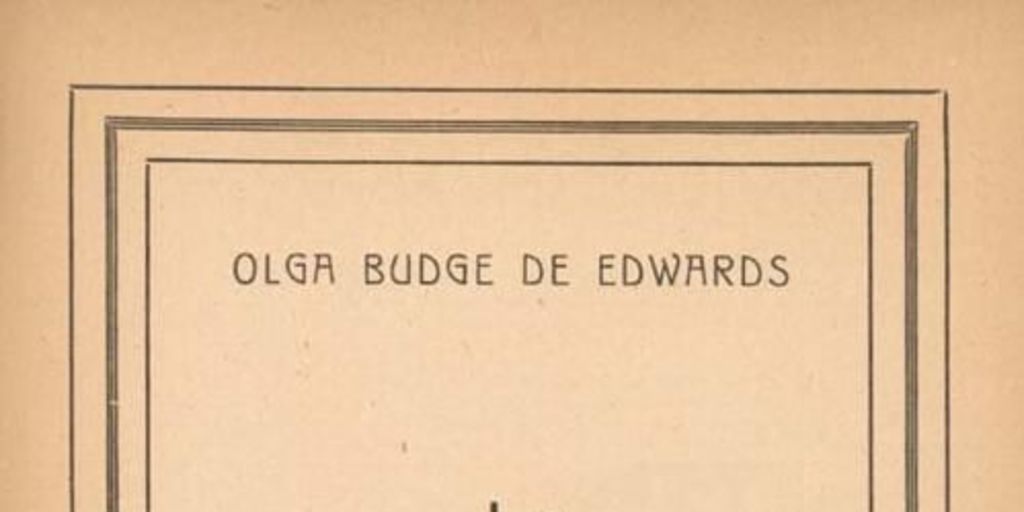 OLGA BUDGE DE EDWARDS